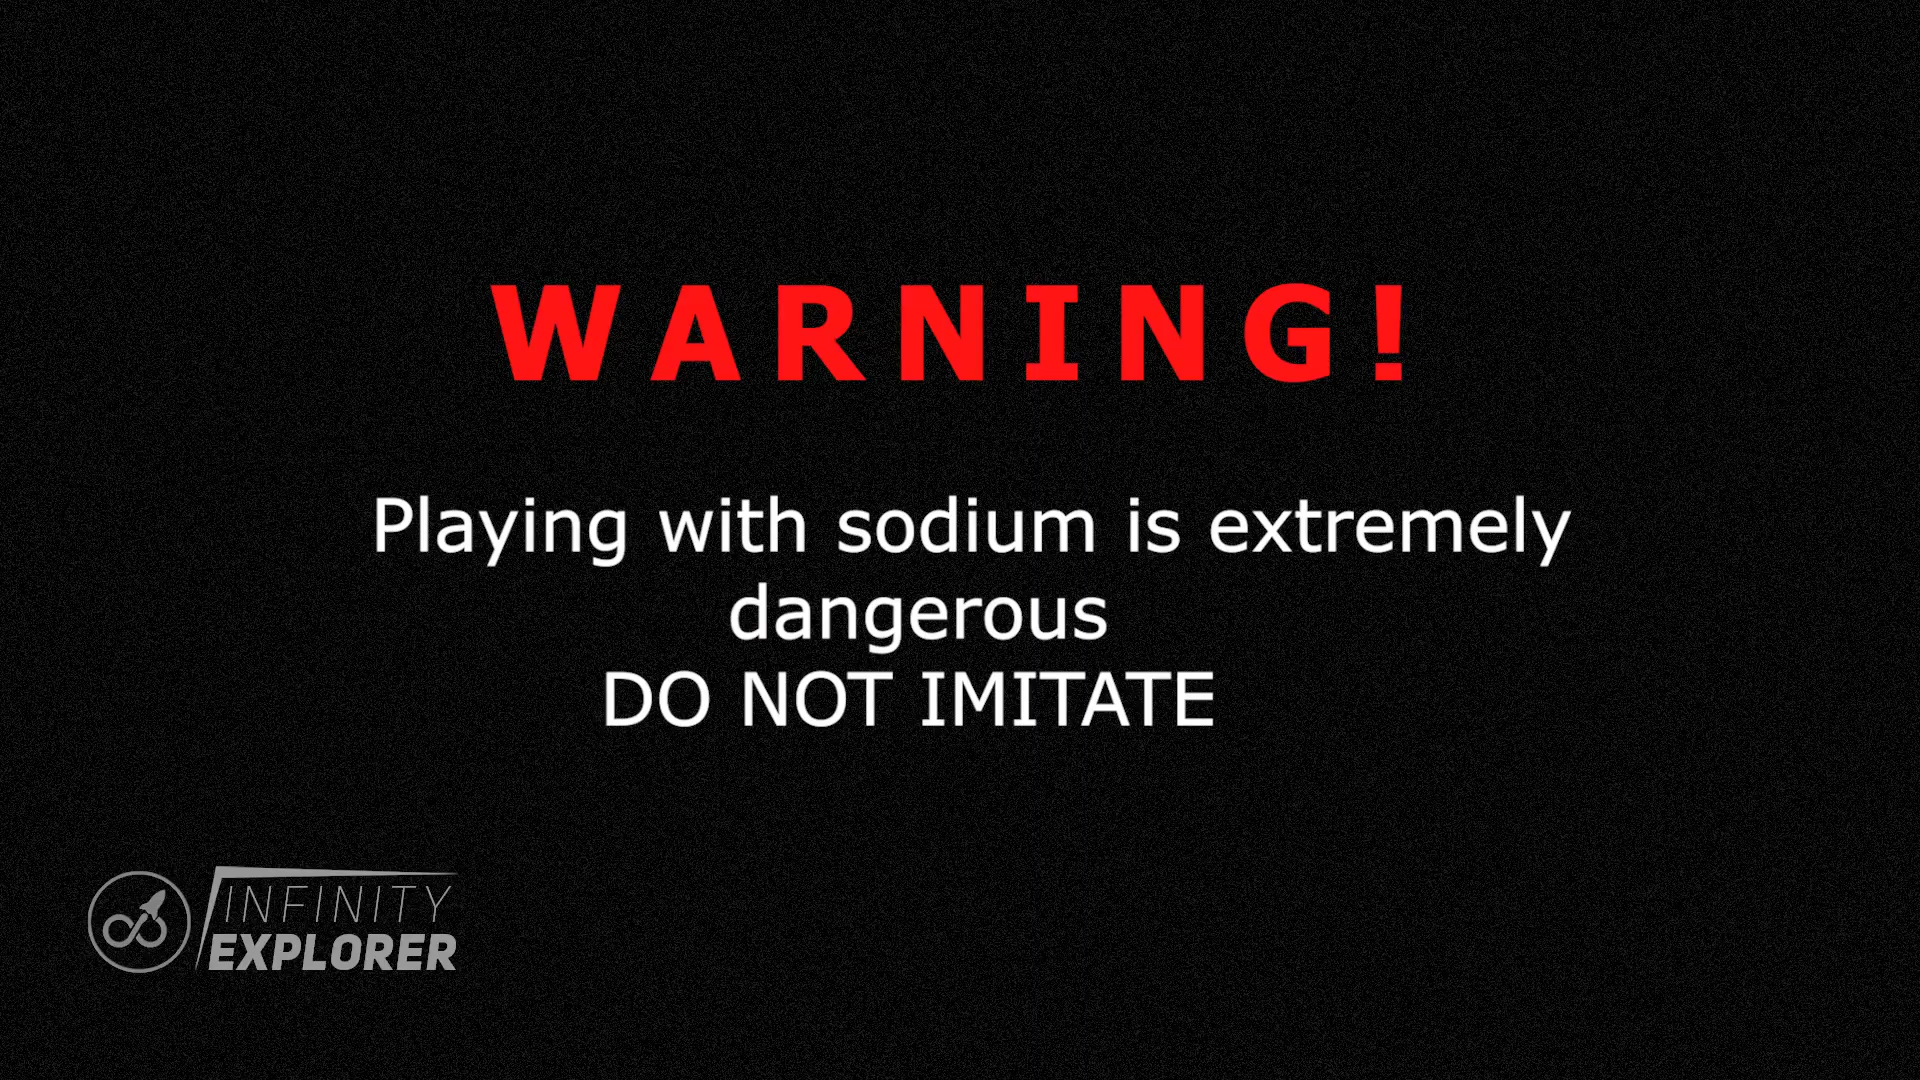 WARNING!
Playing with sodium is extremely
dangerous
DO NOT IMITATE
INFINITY
EXPLORER